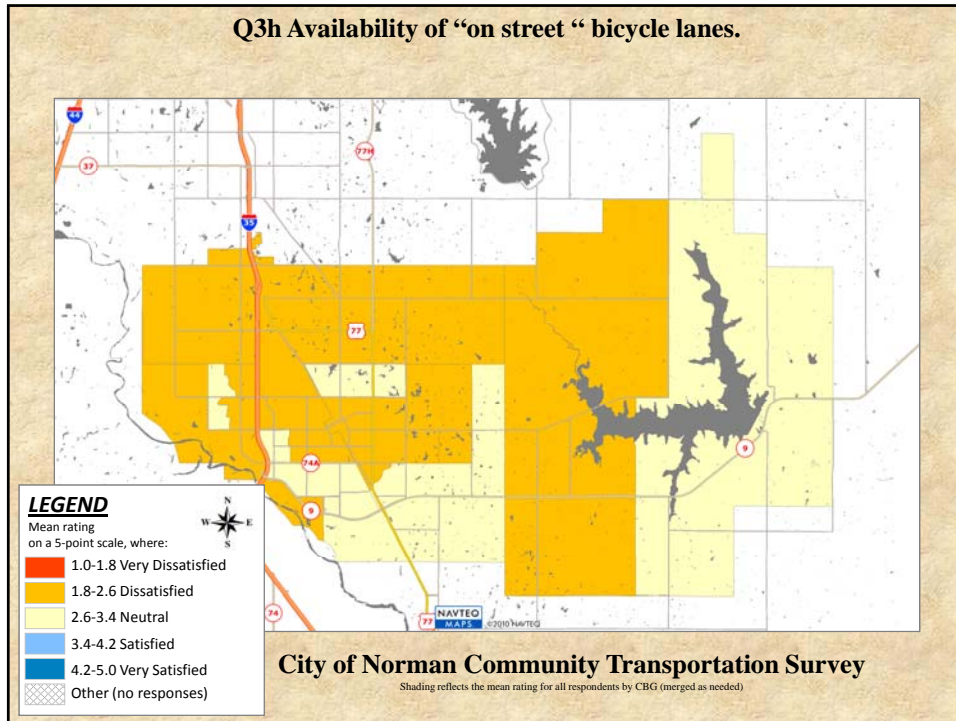 Q3h Availability of “on street “ bicycle lanes.
44
37
77H
35
77
74A
9
9
74
77
NAVTEQ
MAPS
©2010 NAVTEQ
LEGEND
N
W E
S
Mean rating
on a 5-point scale, where:
1.0-1.8 Very Dissatisfied
1.8-2.6 Dissatisfied
2.6-3.4 Neutral
3.4-4.2 Satisfied
4.2-5.0 Very Satisfied
Other (no responses)
City of Norman Community Transportation Survey
Shading reflects the mean rating for all respondents by CBG (merged as needed)